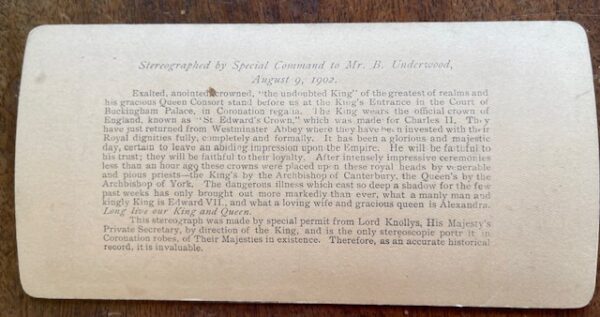 Stereographed by Special Command to Mr. B. Underwood,
August 9, 1902.
Exalted, anointed, crowned, "the undoubted King" of the greatest of realms and
his gracious Queen Consort stand before us at the King's Entrance in the Court of
Buckingham Palace, in Coronation regalia. The King wears the official crown of
England, known as "St Edward's Crown," which was made for Charles II. They
have just returned from Westminster Abbey where they have been invested with their
Royal dignities fully, completely and formally. It has been a glorious and majestic
day, certain to leave an abiding impression upon the Empire. He will be faithful to
his trust; they will be faithful to their loyalty. After intensively impressive ceremonies
less than an hour ago these crowns were placed upon these royal heads by venerable
and pious priests—the King's by the Archbishop of Canterbury, the Queen's by the
Archbishop of York. The dangerous illness which cast so deep a shadow for the few
past weeks has only brought out more markedly than ever, what a manly man and
kingly King is Edward VII., and what a loving wife and gracious queen is Alexandra.
Long live our King and Queen.
This stereograph was made by special permit from Lord Knollys, His Majesty's
Private Secretary, by direction of the King, and is the only stereoscopic portrait in
Coronation robes, of Their Majesties in existence. Therefore, as an accurate historical
record, it is invaluable.